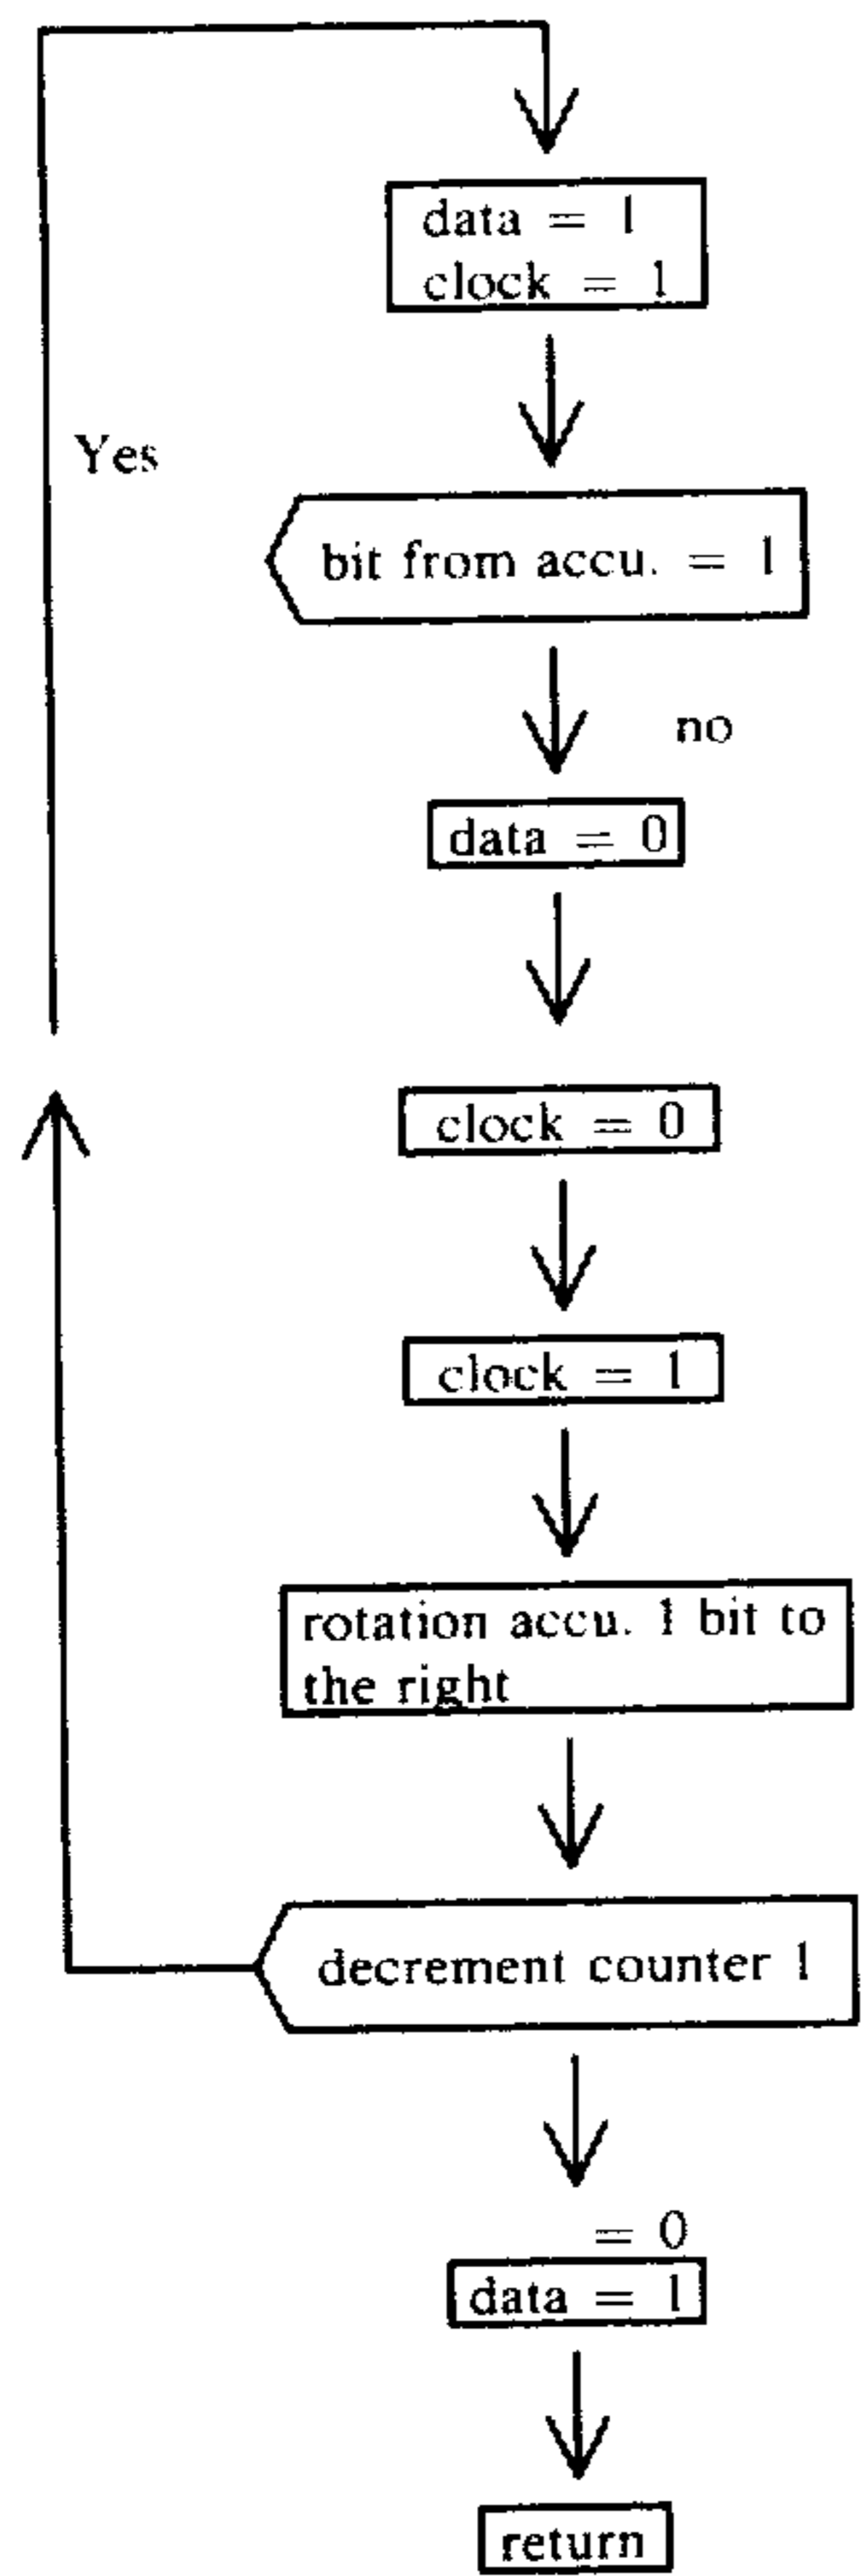 data = 1
clock = 1
Yes
bit from accu. = 1
no
data = 0
clock = 0
clock = 1
rotation accu. 1 bit to
the right
decrement counter 1
= 0
data = 1
return